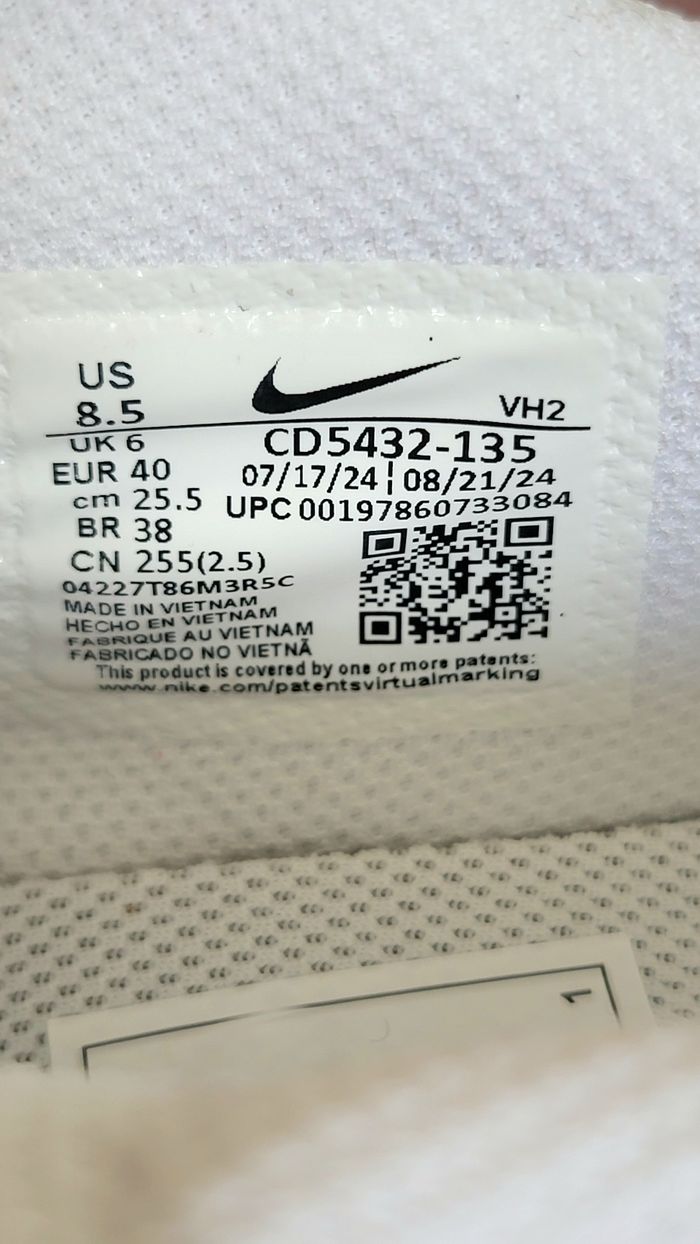 US
8.5
VH2
UK 6
CD5432-135
EUR 40
07/17/24¦08/21/24
cm 25.5
UPC 00197860733084
BR 38
CN 255(2.5)
04227T86M3R5C
MADE IN VIETNAM
HECHO EN VIETNAM
FABRIQUE AU VIETNAM
FABRICADO NO VIETNÃ
This product is covered by one or more patents:
www.nike.com/patentsvirtualmarking
1